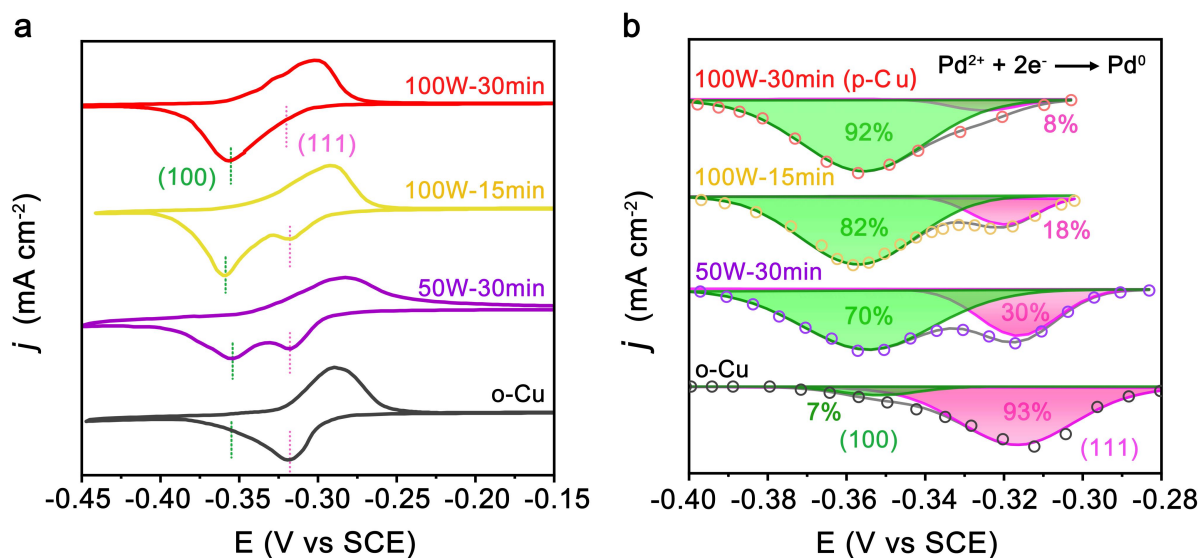 a
100W-30min
(100)
(111)
100W-15min
50W-30min
o-Cu
j (mA cm⁻²)
-0.45 -0.40 -0.35 -0.30 -0.25 -0.20 -0.15
E (V vs SCE)
b
Pd²⁺ + 2e⁻ → Pd⁰
100W-30min (p-Cu)
92%
8%
100W-15min
82%
18%
50W-30min
70%
30%
o-Cu
7%
93%
(100)
(111)
j (mA cm⁻²)
-0.40 -0.38 -0.36 -0.34 -0.32 -0.30 -0.28
E (V vs SCE)